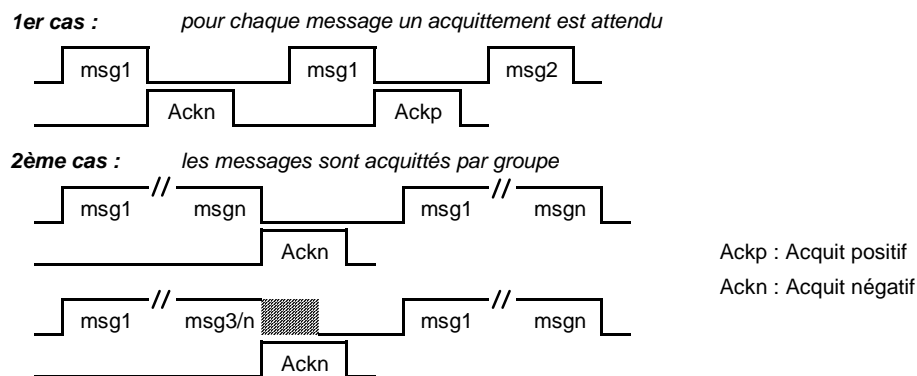 1er cas : pour chaque message un acquittement est attendu
msg1 msg1 msg2
Ackn Ackp
2ème cas : les messages sont acquittés par groupe
msg1 // msgn msg1 // msgn
Ackn
Ackp : Acquit positif
Ackn : Acquit négatif
msg1 // msg3/n msg1 // msgn
Ackn